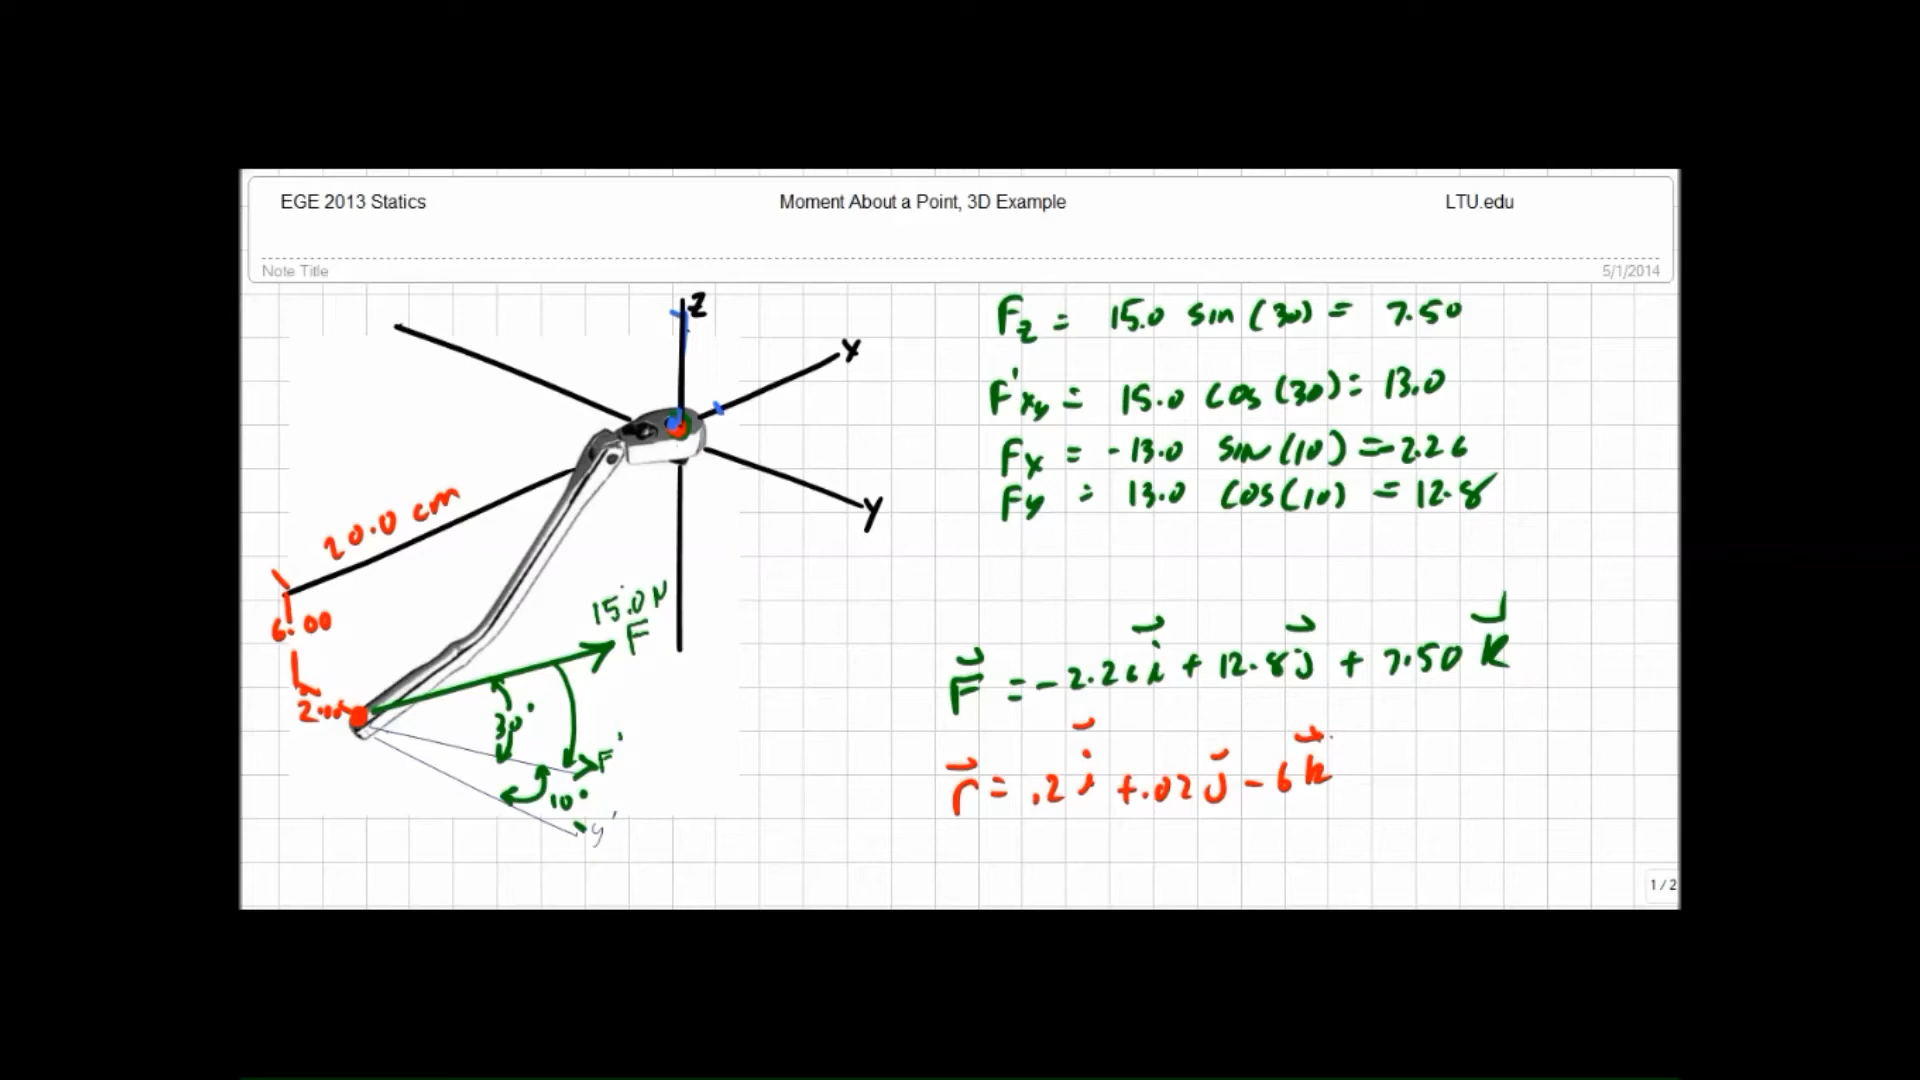 EGE 2013 Statics Moment About a Point, 3D Example LTU.edu
Note Title 5/1/2014
z
x
y
20.0 cm
6.00
2.00
15.0 N
F
30°
F'
10°
y'
Fz = 15.0 sin (30) = 7.50
F'xy = 15.0 cos (30) = 13.0
Fx = -13.0 sin (10) = -2.26
Fy = 13.0 cos (10) = 12.8
F = -2.26 i + 12.8 j + 7.50 k
r = .2 i + .02 j - 6 k
1 / 2